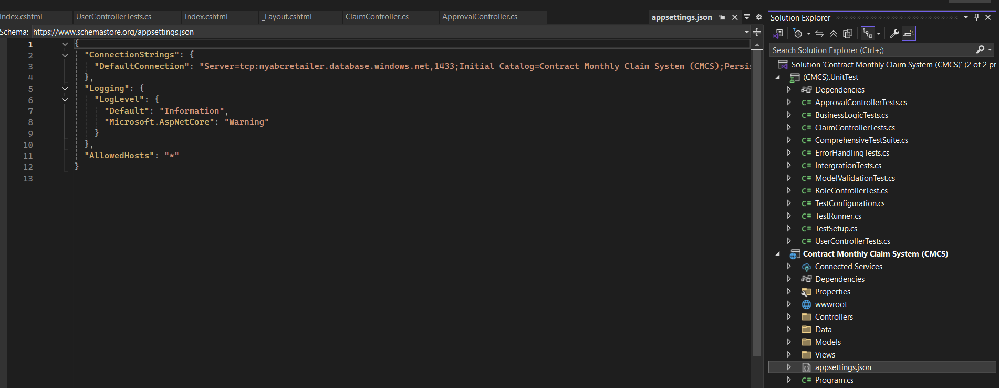 Index.cshtml UserControllerTests.cs Index.cshtml _Layout.cshtml ClaimController.cs ApprovalController.cs appsettings.json
Schema: https://www.schemastore.org/appsettings.json
1 {
2 "ConnectionStrings": {
3 "DefaultConnection": "Server=tcp:myabcretailer.database.windows.net,1433;Initial Catalog=Contract Monthly Claim System (CMCS);Persis
4 },
5 "Logging": {
6 "LogLevel": {
7 "Default": "Information",
8 "Microsoft.AspNetCore": "Warning"
9 }
10 },
11 "AllowedHosts": "*"
12 }
13
Solution Explorer
Search Solution Explorer (Ctrl+;)
Solution 'Contract Monthly Claim System (CMCS)' (2 of 2 pr
(CMCS).UnitTest
Dependencies
C# ApprovalControllerTests.cs
C# BusinessLogicTests.cs
C# ClaimControllerTests.cs
C# ComprehensiveTestSuite.cs
C# ErrorHandlingTests.cs
C# IntergrationTests.cs
C# ModelValidationTest.cs
C# RoleControllerTest.cs
C# TestConfiguration.cs
C# TestRunner.cs
C# TestSetup.cs
C# UserControllerTests.cs
Contract Monthly Claim System (CMCS)
Connected Services
Dependencies
Properties
wwwroot
Controllers
Data
Models
Views
appsettings.json
C# Program.cs